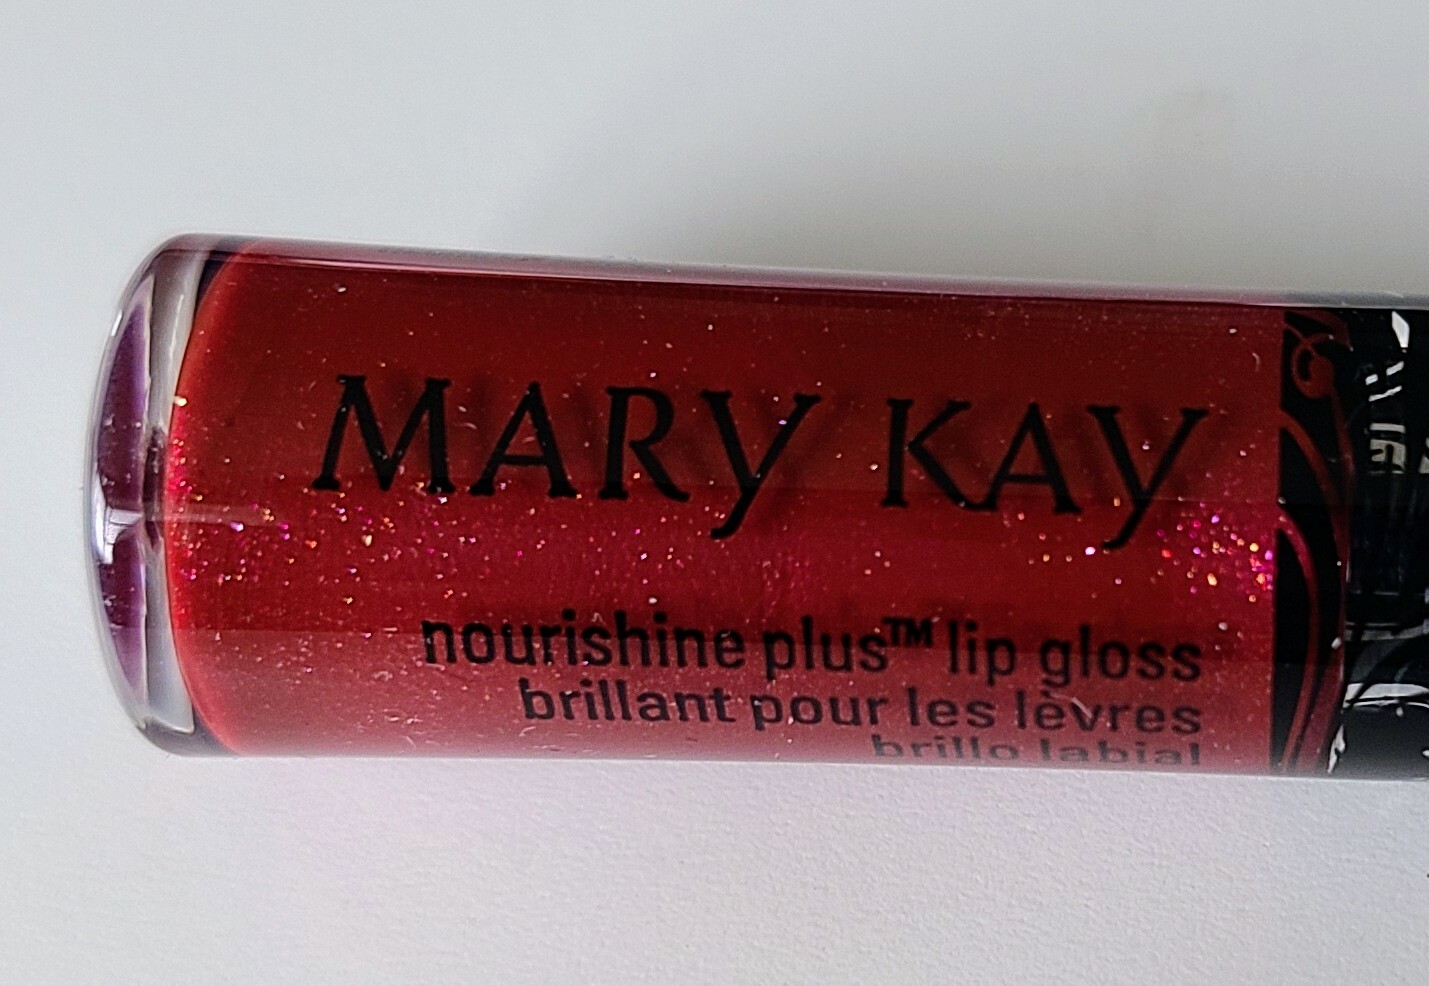 MARY KAY
nourishine plus™ lip gloss
brillant pour les lèvres
brillo labial